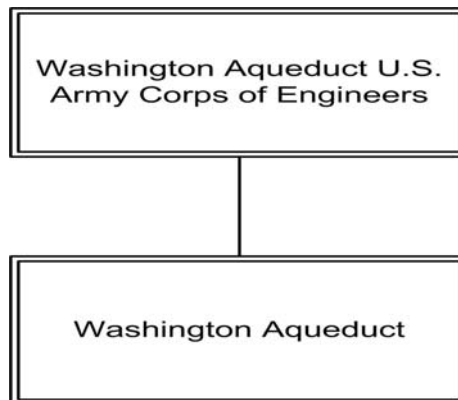 Washington Aqueduct U.S.
Army Corps of Engineers
Washington Aqueduct